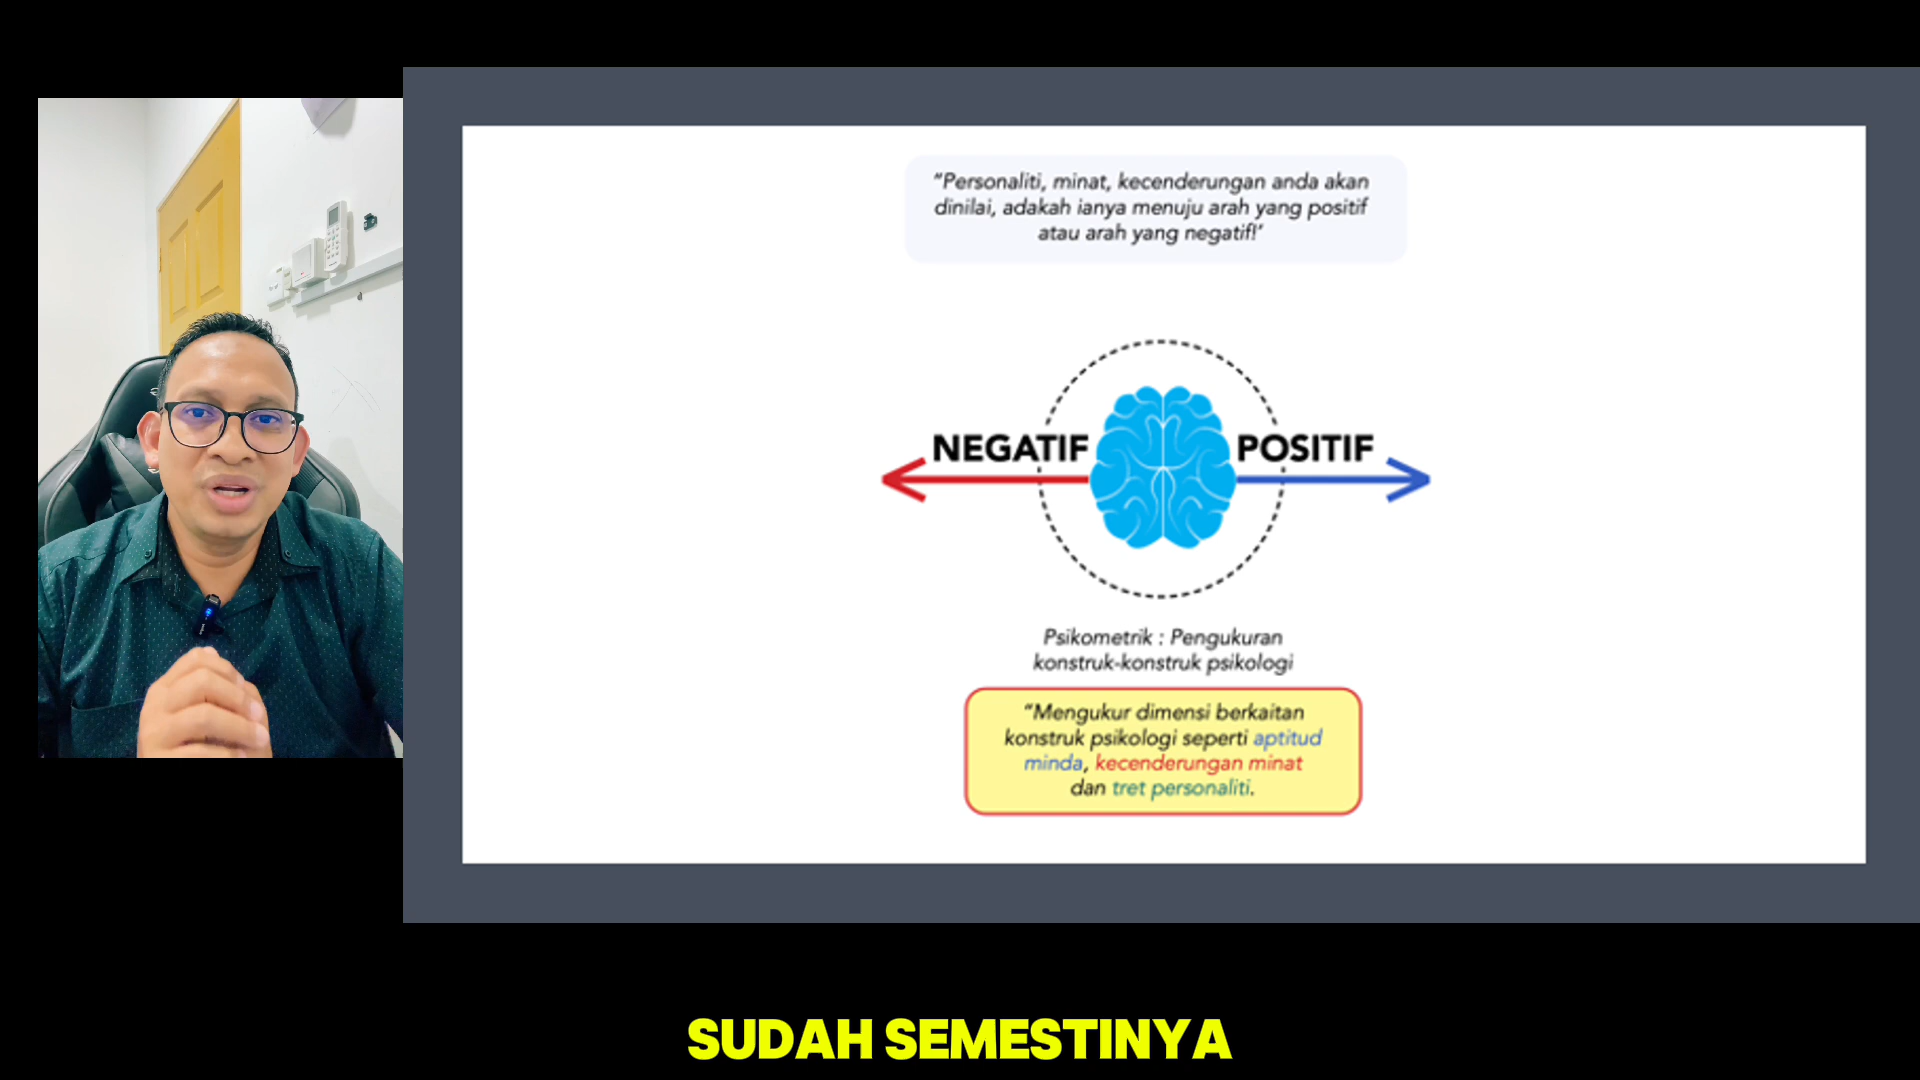 “Personaliti, minat, kecenderungan anda akan
dinilai, adakah ianya menuju arah yang positif
atau arah yang negatif!’
NEGATIF
POSITIF
Psikometrik : Pengukuran
konstruk-konstruk psikologi
“Mengukur dimensi berkaitan
konstruk psikologi seperti aptitud
minda, kecenderungan minat
dan tret personaliti.
SUDAH SEMESTINYA